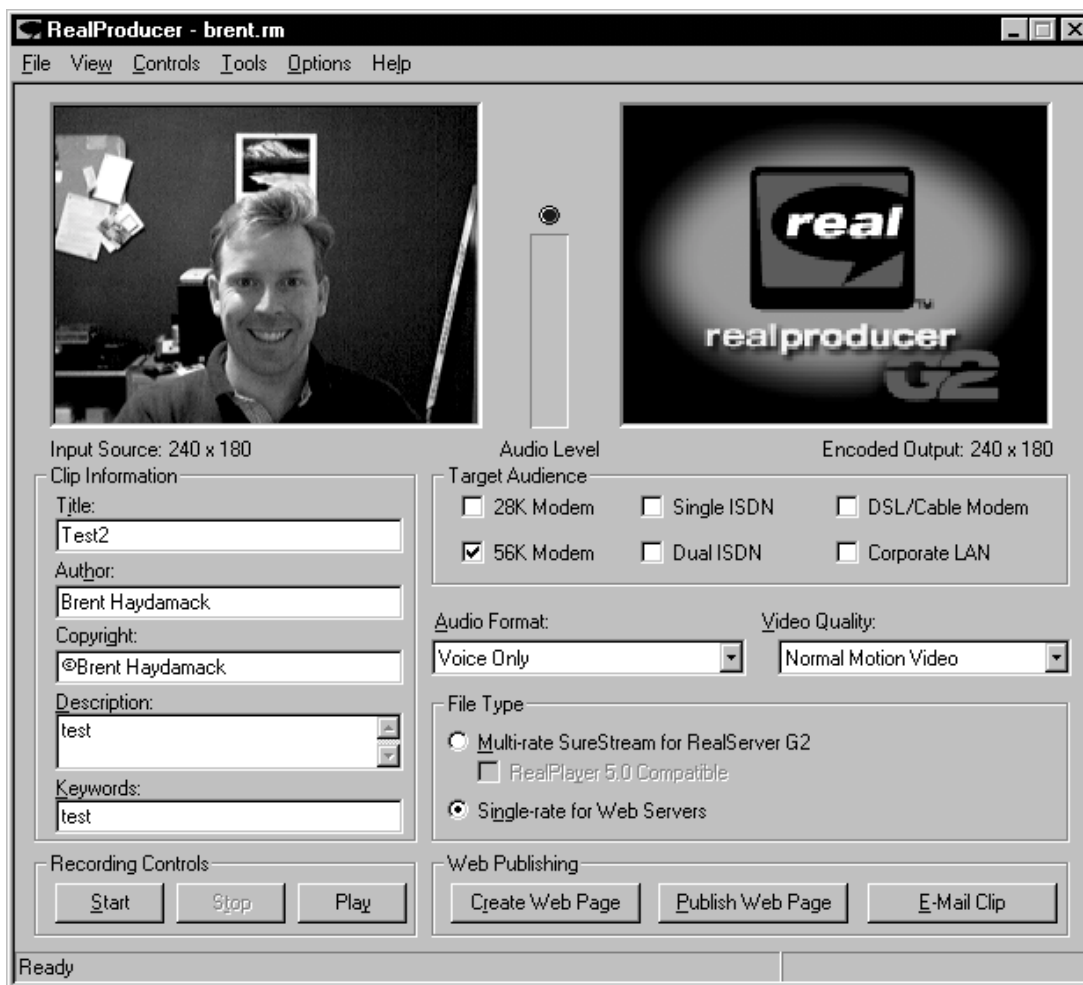 RealProducer - brent.rm
File View Controls Tools Options Help
real
TM
realproducer
G2
Input Source: 240 x 180
Audio Level
Encoded Output: 240 x 180
Clip Information
Title:
Test2
Author:
Brent Haydamack
Copyright:
©Brent Haydamack
Description:
test
Keywords:
test
Target Audience
28K Modem Single ISDN DSL/Cable Modem
56K Modem Dual ISDN Corporate LAN
Audio Format: Video Quality:
Voice Only Normal Motion Video
File Type
Multi-rate SureStream for RealServer G2
RealPlayer 5.0 Compatible
Single-rate for Web Servers
Recording Controls
Start Stop Play
Web Publishing
Create Web Page Publish Web Page E-Mail Clip
Ready